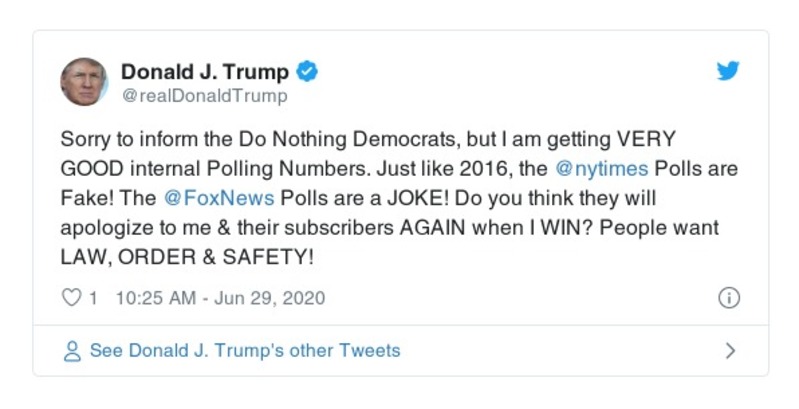 Donald J. Trump
@realDonaldTrump
Sorry to inform the Do Nothing Democrats, but I am getting VERY
GOOD internal Polling Numbers. Just like 2016, the @nytimes Polls are
Fake! The @FoxNews Polls are a JOKE! Do you think they will
apologize to me & their subscribers AGAIN when I WIN? People want
LAW, ORDER & SAFETY!
1 10:25 AM - Jun 29, 2020
See Donald J. Trump's other Tweets